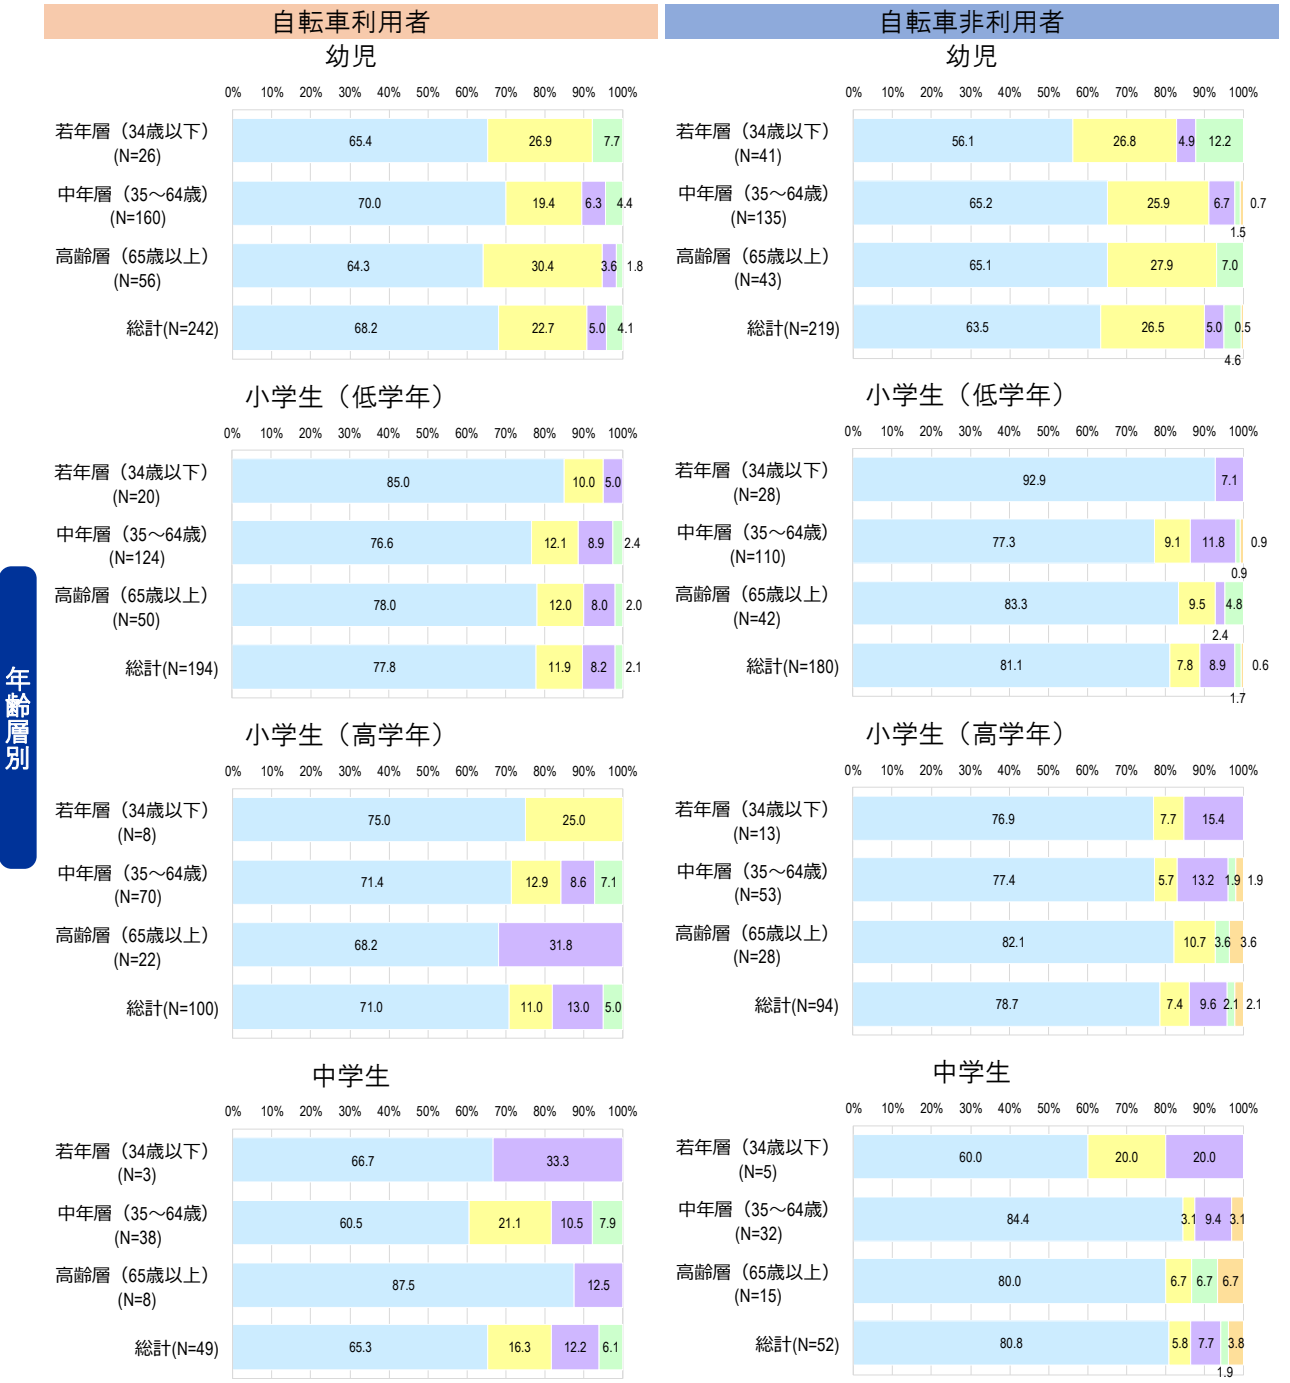 自転車利用者
幼児
0% 10% 20% 30% 40% 50% 60% 70% 80% 90% 100%
若年層（34歳以下）
(N=26)
65.4 26.9 7.7
中年層（35～64歳）
(N=160)
70.0 19.4 6.3 4.4
高齢層（65歳以上）
(N=56)
64.3 30.4 3.6 1.8
総計(N=242)
68.2 22.7 5.0 4.1
小学生（低学年）
0% 10% 20% 30% 40% 50% 60% 70% 80% 90% 100%
若年層（34歳以下）
(N=20)
85.0 10.0 5.0
中年層（35～64歳）
(N=124)
76.6 12.1 8.9 2.4
高齢層（65歳以上）
(N=50)
78.0 12.0 8.0 2.0
総計(N=194)
77.8 11.9 8.2 2.1
小学生（高学年）
0% 10% 20% 30% 40% 50% 60% 70% 80% 90% 100%
若年層（34歳以下）
(N=8)
75.0 25.0
中年層（35～64歳）
(N=70)
71.4 12.9 8.6 7.1
高齢層（65歳以上）
(N=22)
68.2 31.8
総計(N=100)
71.0 11.0 13.0 5.0
中学生
0% 10% 20% 30% 40% 50% 60% 70% 80% 90% 100%
若年層（34歳以下）
(N=3)
66.7 33.3
中年層（35～64歳）
(N=38)
60.5 21.1 10.5 7.9
高齢層（65歳以上）
(N=8)
87.5 12.5
総計(N=49)
65.3 16.3 12.2 6.1
自転車非利用者
幼児
0% 10% 20% 30% 40% 50% 60% 70% 80% 90% 100%
若年層（34歳以下）
(N=41)
56.1 26.8 4.9 12.2
中年層（35～64歳）
(N=135)
65.2 25.9 6.7 0.7
1.5
高齢層（65歳以上）
(N=43)
65.1 27.9 7.0
総計(N=219)
63.5 26.5 5.0 0.5
4.6
小学生（低学年）
0% 10% 20% 30% 40% 50% 60% 70% 80% 90% 100%
若年層（34歳以下）
(N=28)
92.9 7.1
中年層（35～64歳）
(N=110)
77.3 9.1 11.8 0.9
0.9
高齢層（65歳以上）
(N=42)
83.3 9.5 4.8
2.4
総計(N=180)
81.1 7.8 8.9 0.6
1.7
小学生（高学年）
0% 10% 20% 30% 40% 50% 60% 70% 80% 90% 100%
若年層（34歳以下）
(N=13)
76.9 7.7 15.4
中年層（35～64歳）
(N=53)
77.4 5.7 13.2 1.9 1.9
高齢層（65歳以上）
(N=28)
82.1 10.7 3.6 3.6
総計(N=94)
78.7 7.4 9.6 2.1 2.1
中学生
0% 10% 20% 30% 40% 50% 60% 70% 80% 90% 100%
若年層（34歳以下）
(N=5)
60.0 20.0 20.0
中年層（35～64歳）
(N=32)
84.4 3.1 9.4 3.1
高齢層（65歳以上）
(N=15)
80.0 6.7 6.7 6.7
総計(N=52)
80.8 5.8 7.7 3.8
1.9
年齢層別